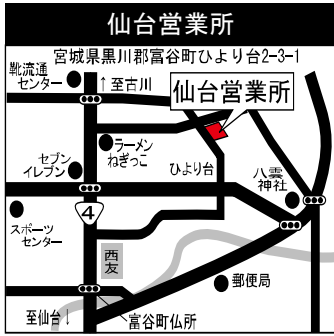 仙台営業所
宮城県黒川郡富谷町ひより台2-3-1
靴流通
センター
↑至古川
仙台営業所
ラーメン
ねぎっこ
セブン
イレブン
ひより台
八雲
神社
4
スポーツ
センター
西友
郵便局
至仙台↓
富谷町仏所